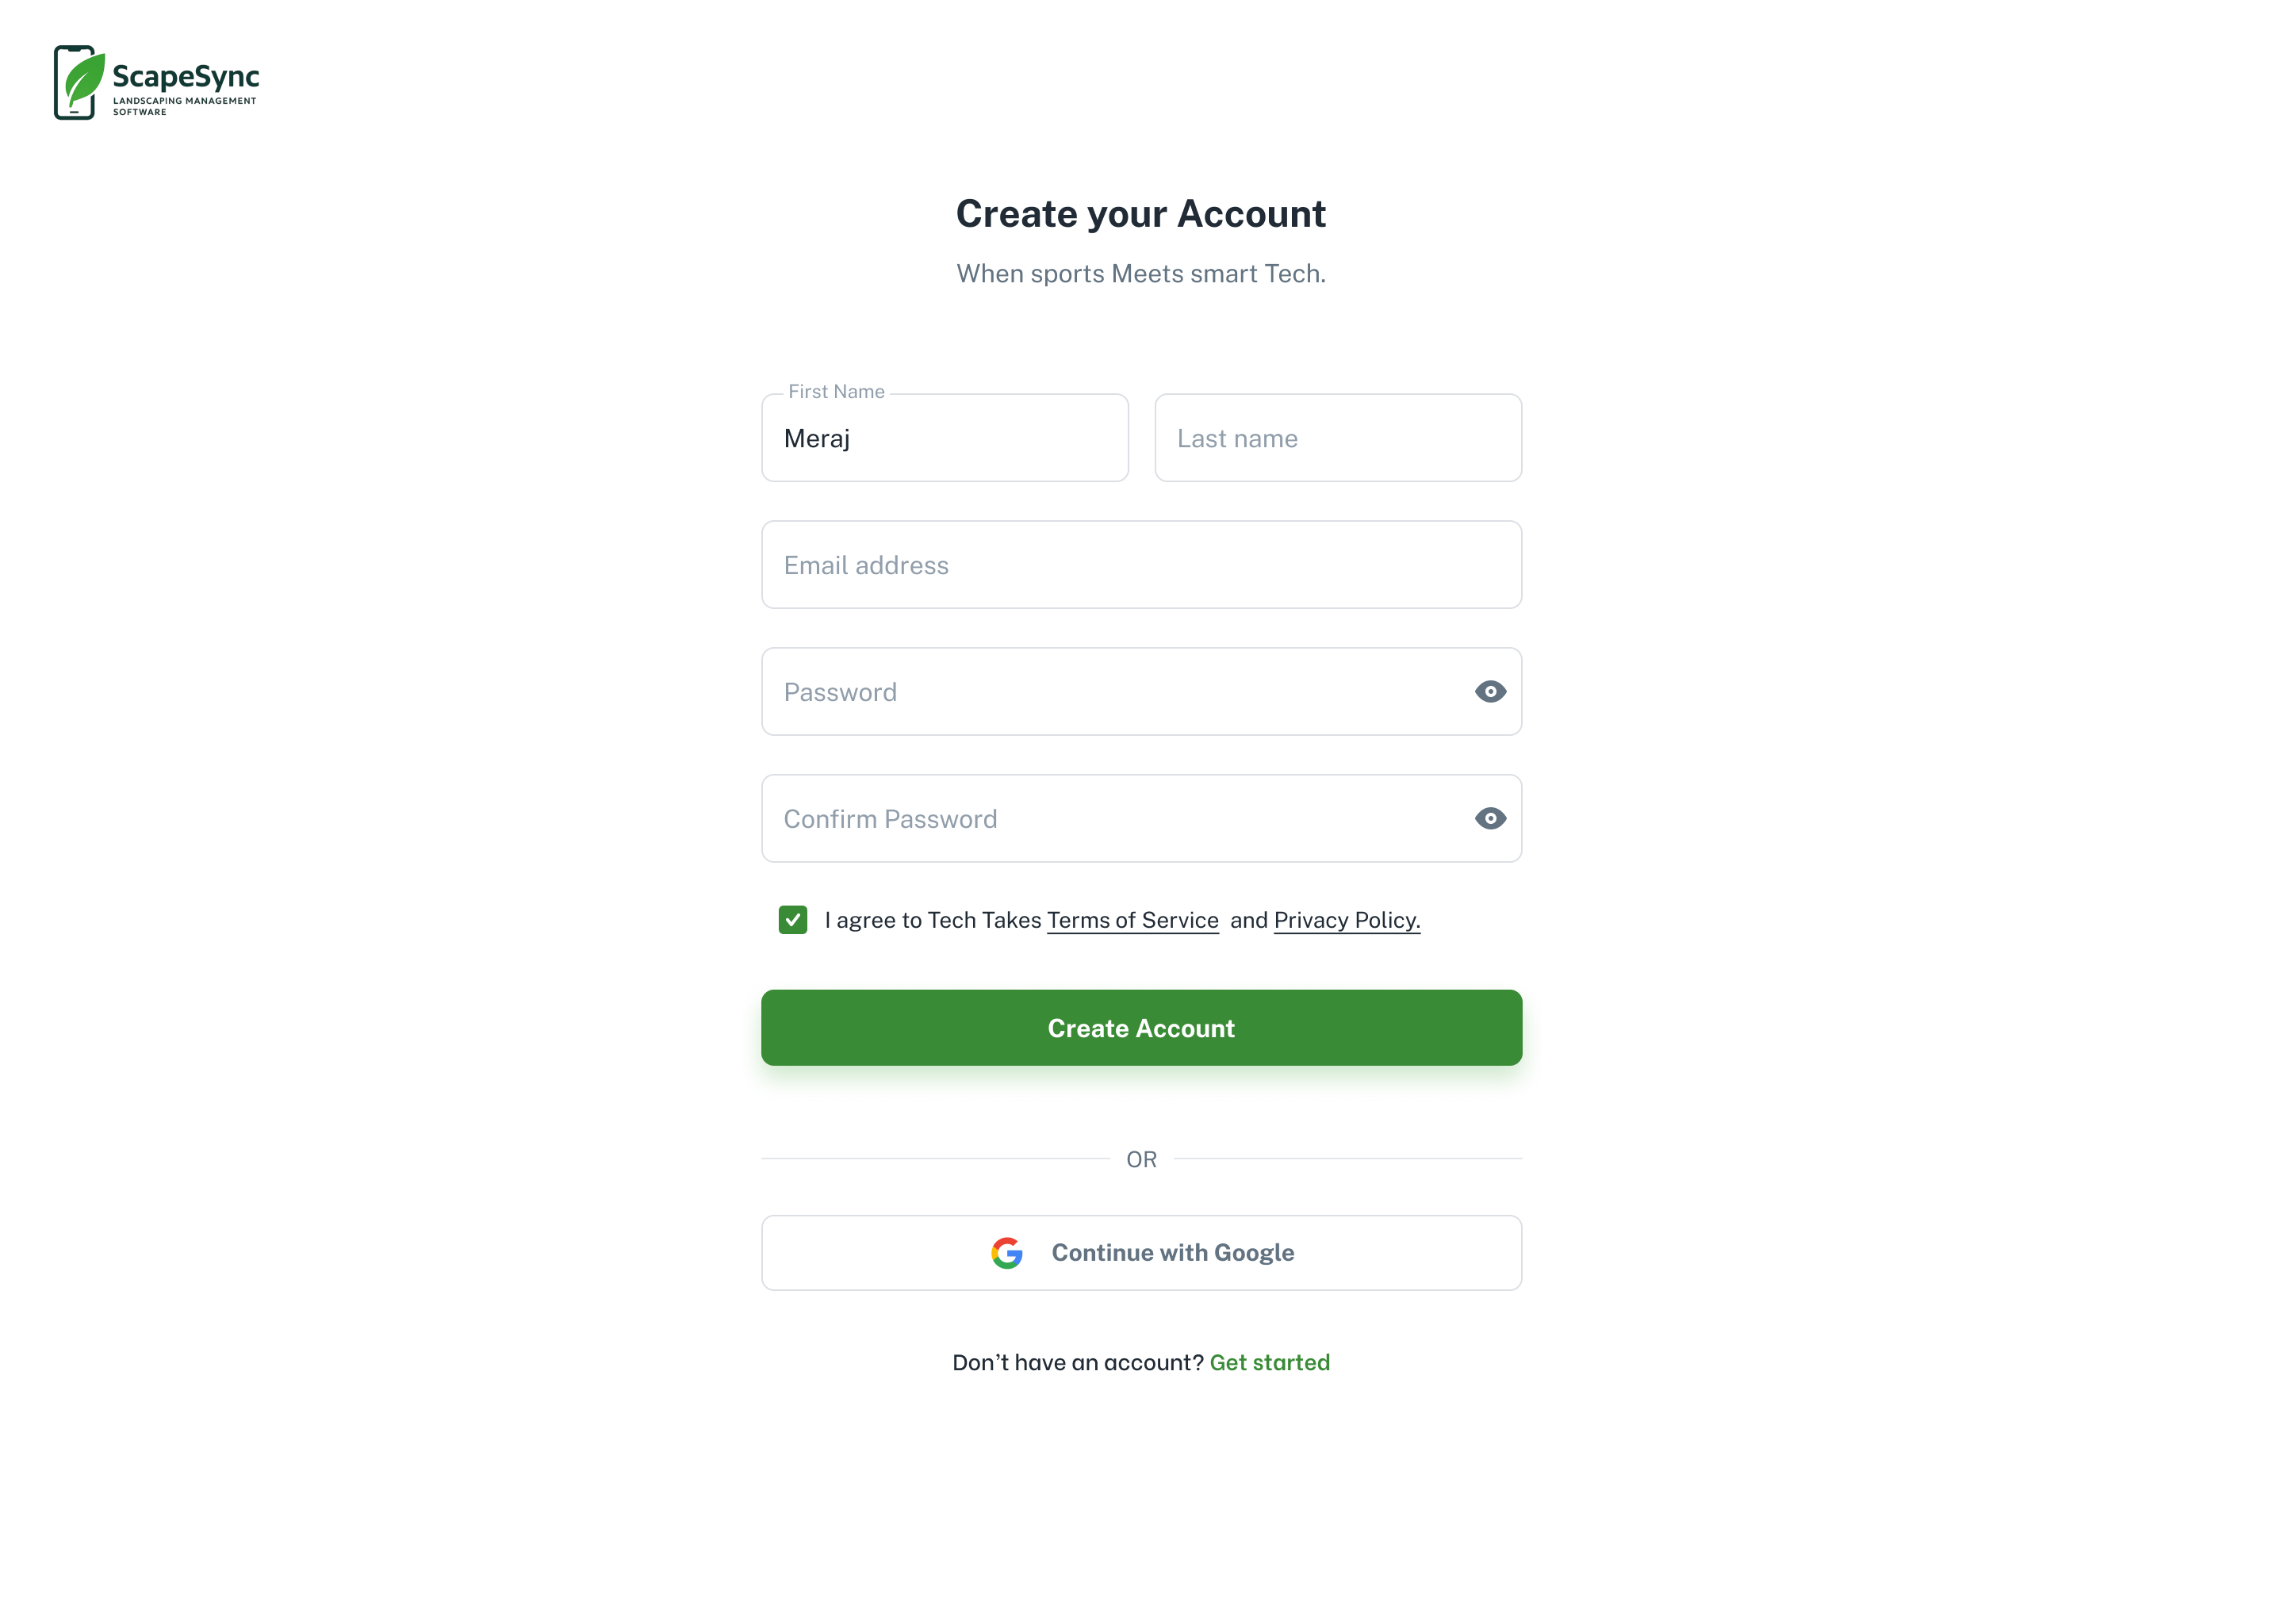 ScapeSync
LANDSCAPING MANAGEMENT
SOFTWARE
Create your Account
When sports Meets smart Tech.
First Name
Meraj
Last name
Email address
Password
Confirm Password
I agree to Tech Takes Terms of Service and Privacy Policy.
Create Account
OR
Continue with Google
Don't have an account? Get started